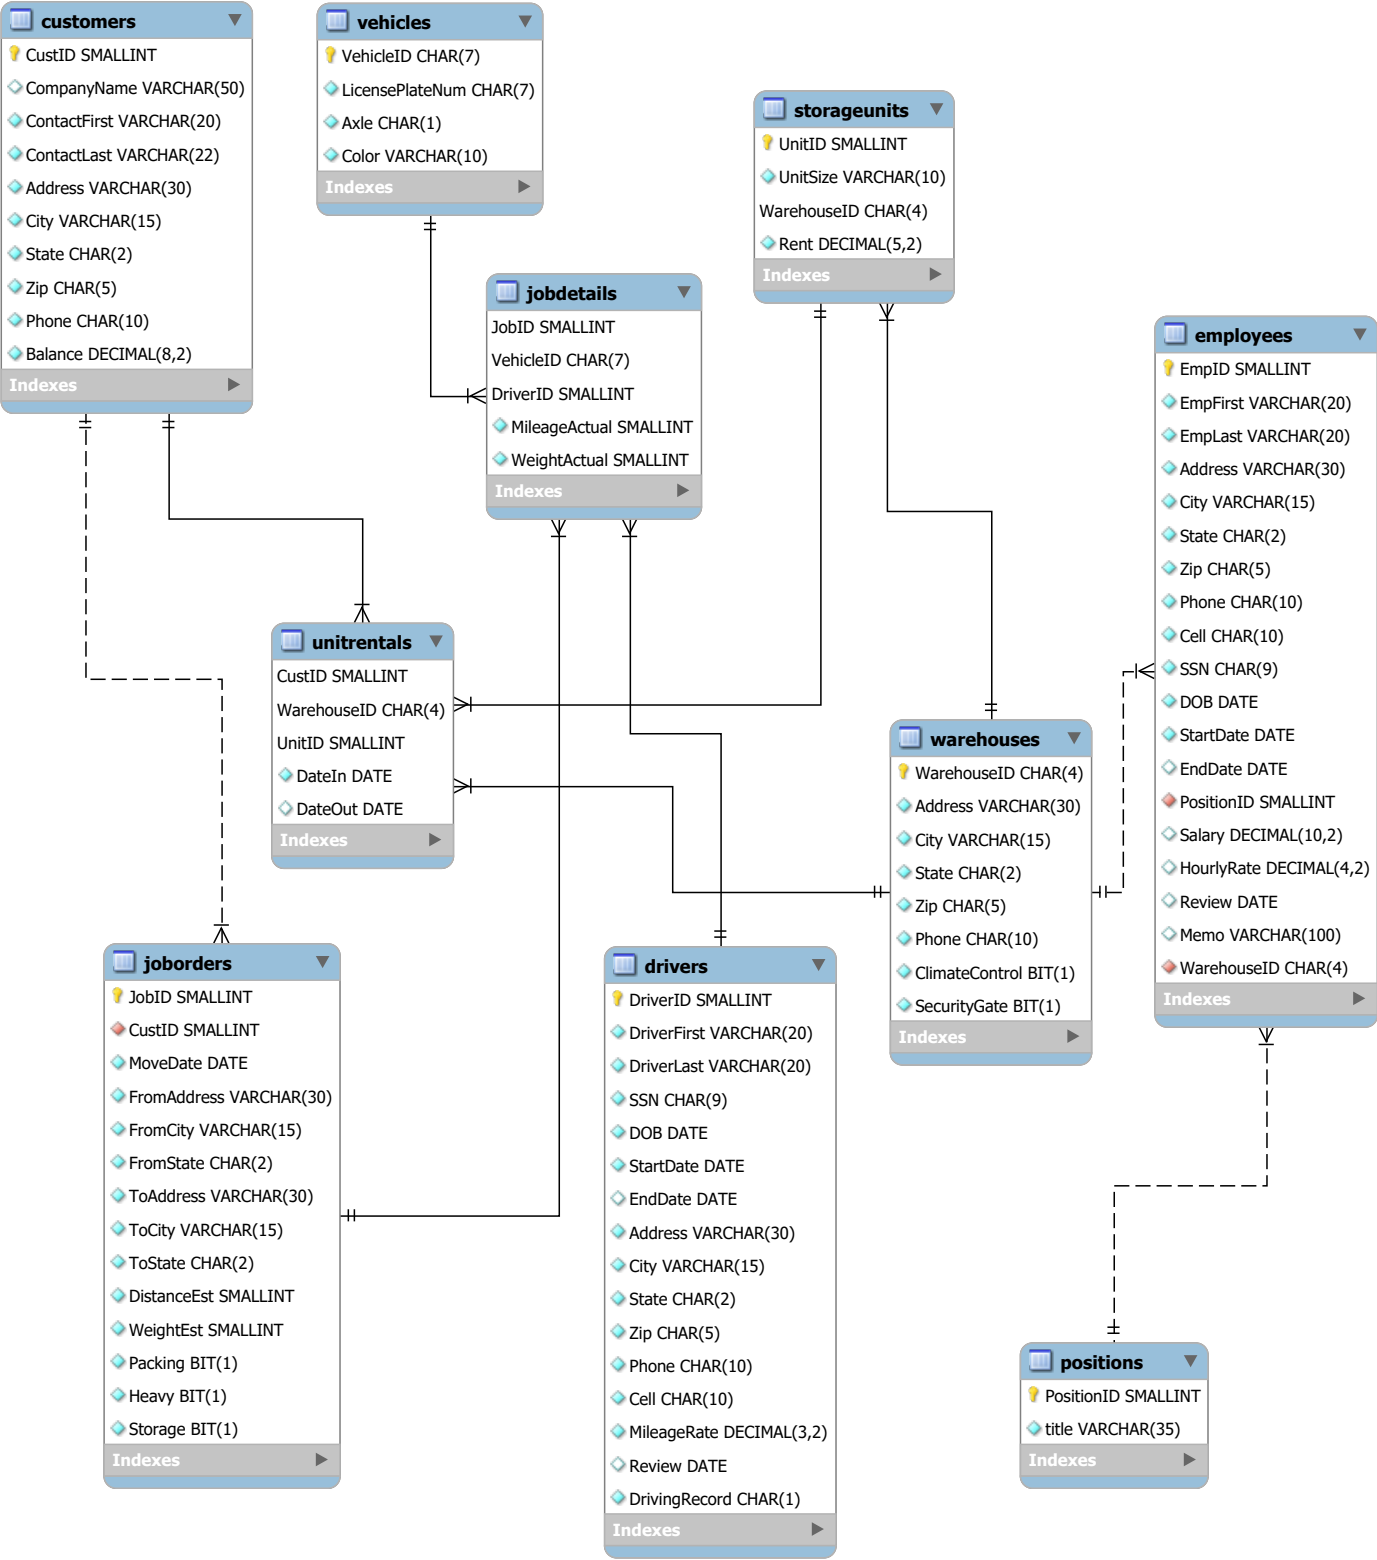 customers
CustID SMALLINT
CompanyName VARCHAR(50)
ContactFirst VARCHAR(20)
ContactLast VARCHAR(22)
Address VARCHAR(30)
City VARCHAR(15)
State CHAR(2)
Zip CHAR(5)
Phone CHAR(10)
Balance DECIMAL(8,2)
Indexes
vehicles
VehicleID CHAR(7)
LicensePlateNum CHAR(7)
Axle CHAR(1)
Color VARCHAR(10)
Indexes
storageunits
UnitID SMALLINT
UnitSize VARCHAR(10)
WarehouseID CHAR(4)
Rent DECIMAL(5,2)
Indexes
jobdetails
JobID SMALLINT
VehicleID CHAR(7)
DriverID SMALLINT
MileageActual SMALLINT
WeightActual SMALLINT
Indexes
employees
EmpID SMALLINT
EmpFirst VARCHAR(20)
EmpLast VARCHAR(20)
Address VARCHAR(30)
City VARCHAR(15)
State CHAR(2)
Zip CHAR(5)
Phone CHAR(10)
Cell CHAR(10)
SSN CHAR(9)
DOB DATE
StartDate DATE
EndDate DATE
PositionID SMALLINT
Salary DECIMAL(10,2)
HourlyRate DECIMAL(4,2)
Review DATE
Memo VARCHAR(100)
WarehouseID CHAR(4)
Indexes
unitrentals
CustID SMALLINT
WarehouseID CHAR(4)
UnitID SMALLINT
DateIn DATE
DateOut DATE
Indexes
warehouses
WarehouseID CHAR(4)
Address VARCHAR(30)
City VARCHAR(15)
State CHAR(2)
Zip CHAR(5)
Phone CHAR(10)
ClimateControl BIT(1)
SecurityGate BIT(1)
Indexes
joborders
JobID SMALLINT
CustID SMALLINT
MoveDate DATE
FromAddress VARCHAR(30)
FromCity VARCHAR(15)
FromState CHAR(2)
ToAddress VARCHAR(30)
ToCity VARCHAR(15)
ToState CHAR(2)
DistanceEst SMALLINT
WeightEst SMALLINT
Packing BIT(1)
Heavy BIT(1)
Storage BIT(1)
Indexes
drivers
DriverID SMALLINT
DriverFirst VARCHAR(20)
DriverLast VARCHAR(20)
SSN CHAR(9)
DOB DATE
StartDate DATE
EndDate DATE
Address VARCHAR(30)
City VARCHAR(15)
State CHAR(2)
Zip CHAR(5)
Phone CHAR(10)
Cell CHAR(10)
MileageRate DECIMAL(3,2)
Review DATE
DrivingRecord CHAR(1)
Indexes
positions
PositionID SMALLINT
title VARCHAR(35)
Indexes